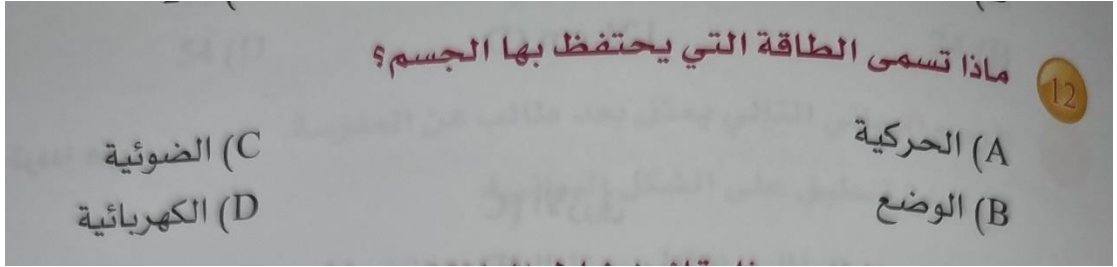 12 ماذا تسمى الطاقة التي يحتفظ بها الجسم؟
A) الحركية
C) الضوئية
B) الوضع
D) الكهربائية